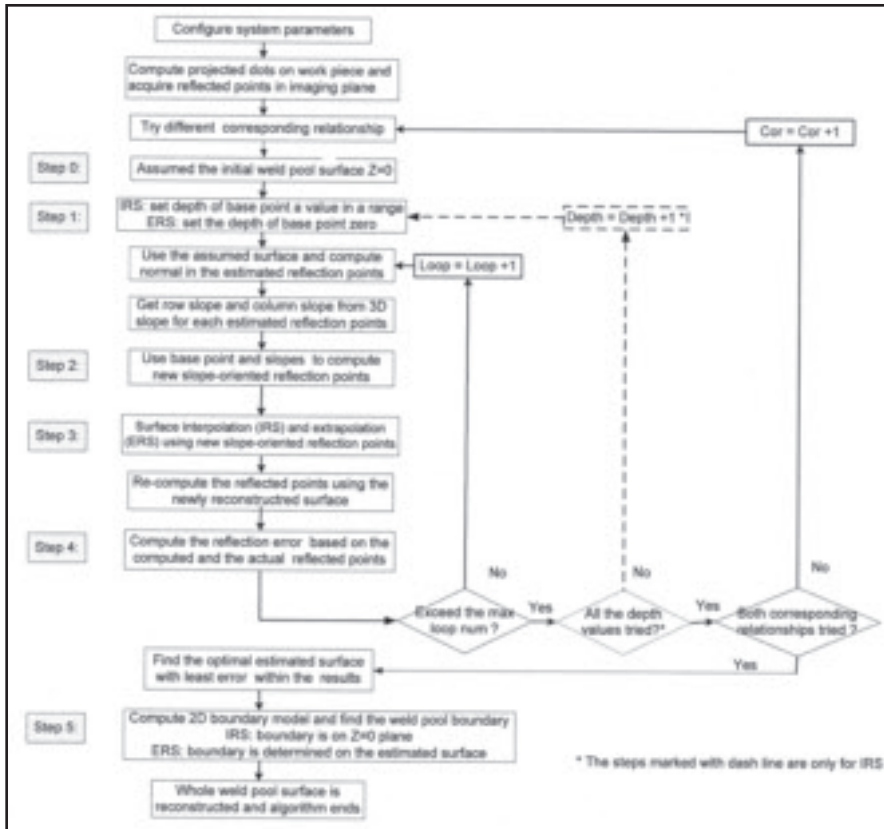 Configure system parameters
Compute projected dots on work piece and
acquire reflected points in imaging plane
Try different corresponding relationship
Cor = Cor +1
Step 0:
Assumed the initial weld pool surface Z=0
Step 1:
IRS: set depth of base point a value in a range
ERS: set the depth of base point zero
Depth = Depth +1 *
Use the assumed surface and compute
normal in the estimated reflection points
Loop = Loop +1
Get row slope and column slope from 3D
slope for each estimated reflection points
Step 2:
Use base point and slopes to compute
new slope-oriented reflection points
Step 3:
Surface interpolation (IRS) and extrapolation
(ERS) using new slope-oriented reflection points
Re-compute the reflected points using the
newly reconstructred surface
Step 4:
Compute the reflection error based on the
computed and the actual reflected points
No
No
No
Exceed the max
loop num ?
Yes
All the depth
values tried?*
Yes
Both corresponding
relationships tried ?
Yes
Find the optimal estimated surface
with least error within the results
Step 5:
Compute 2D boundary model and find the weld pool boundary
IRS: boundary is on Z=0 plane
ERS: boundary is determined on the estimated surface
* The steps marked with dash line are only for IRS
Whole weld pool surface is
reconstructed and algorithm ends